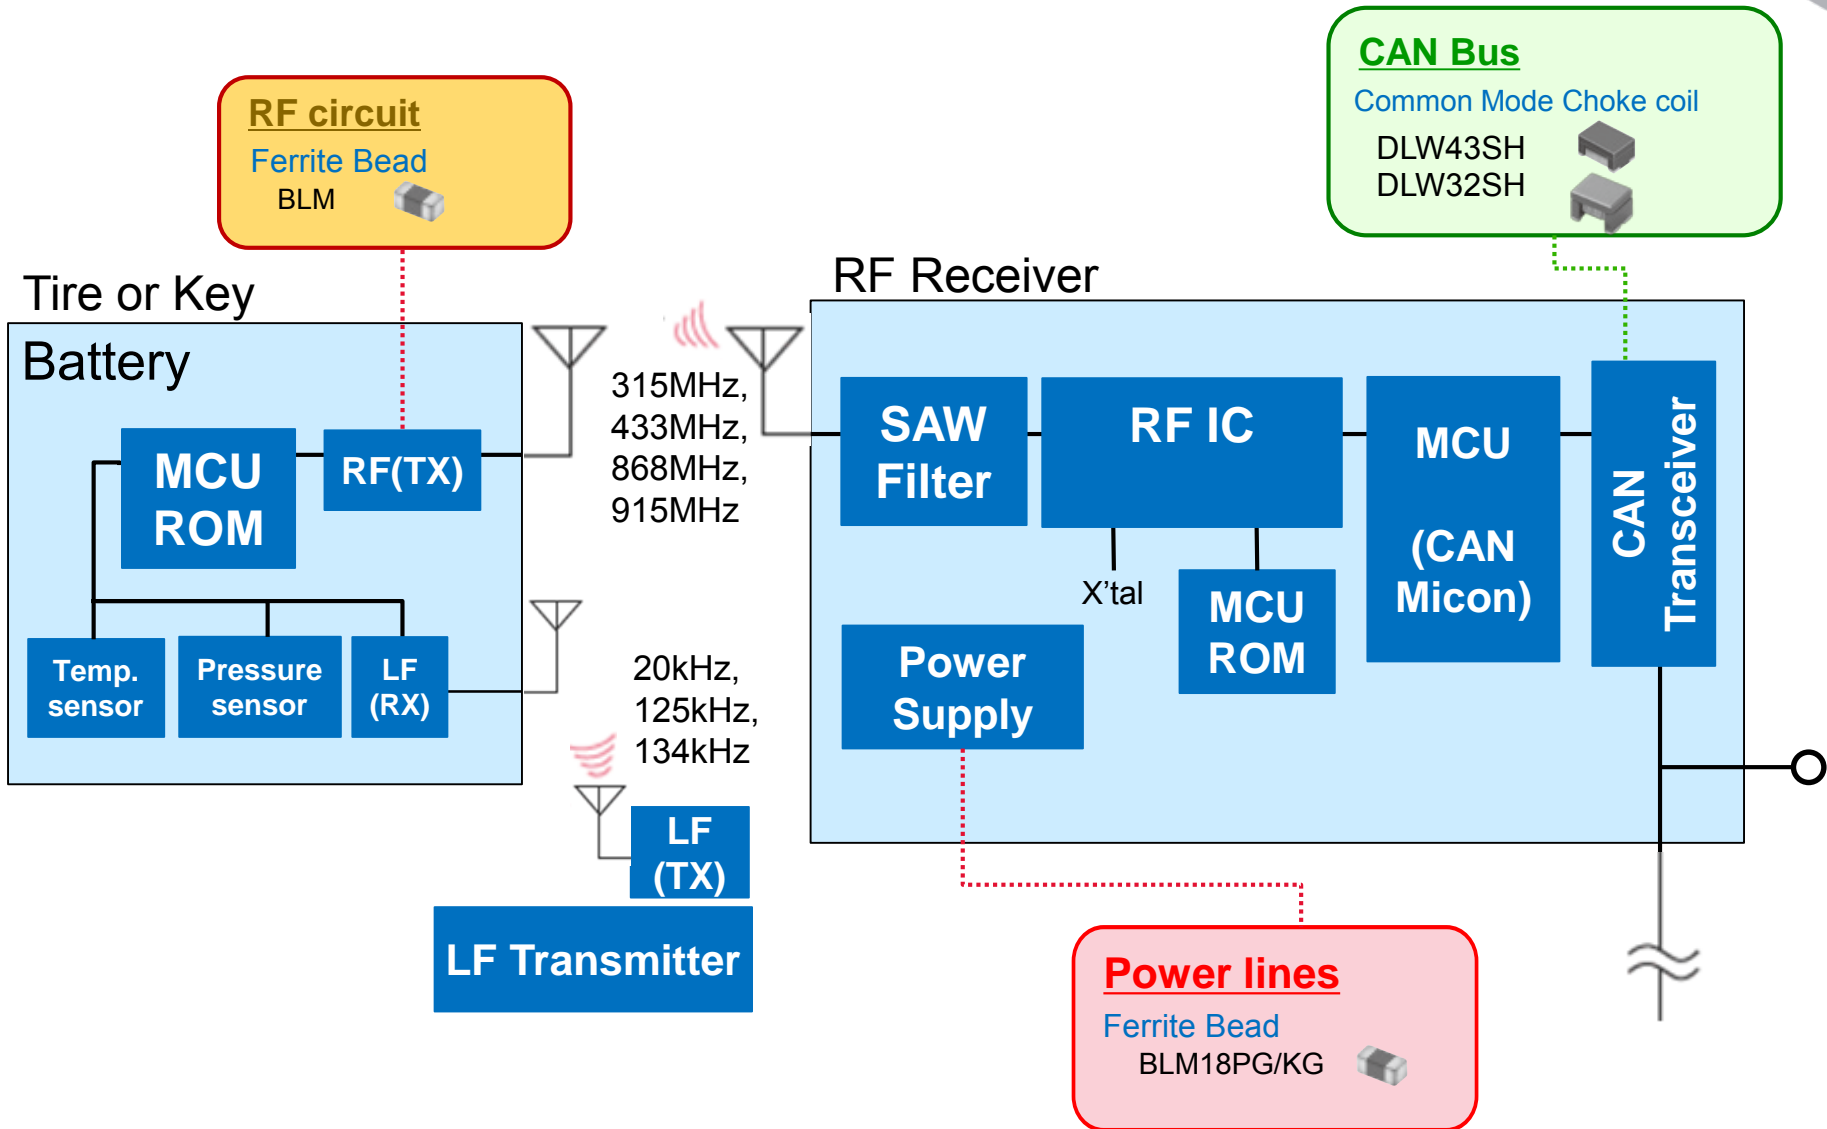 CAN Bus
Common Mode Choke coil
DLW43SH
DLW32SH
RF circuit
Ferrite Bead
BLM
Tire or Key
Battery
MCU
ROM
RF(TX)
Temp.
sensor
Pressure
sensor
LF
(RX)
315MHz,
433MHz,
868MHz,
915MHz
20kHz,
125kHz,
134kHz
LF
(TX)
LF Transmitter
RF Receiver
SAW
Filter
RF IC
X'tal
MCU
ROM
MCU
(CAN
Micon)
CAN
Transceiver
Power
Supply
Power lines
Ferrite Bead
BLM18PG/KG